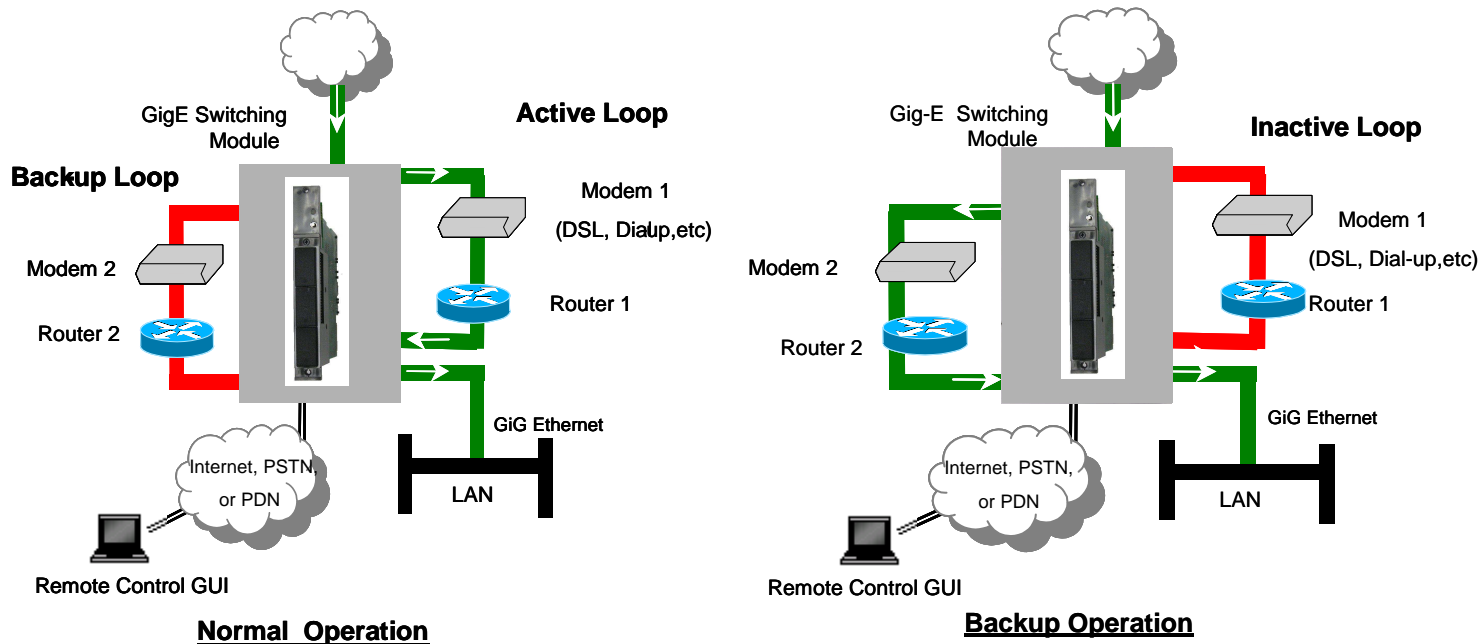 GigE Switching
Module
Active Loop
Backup Loop
Modem 1
(DSL, Dialup,etc)
Modem 2
Router 1
Router 2
GiG Ethernet
Internet, PSTN,
or PDN
LAN
Remote Control GUI
Normal Operation
Gig-E Switching
Module
Inactive Loop
Modem 1
(DSL, Dial-up,etc)
Modem 2
Router 1
Router 2
GiG Ethernet
Internet, PSTN,
or PDN
LAN
Remote Control GUI
Backup Operation